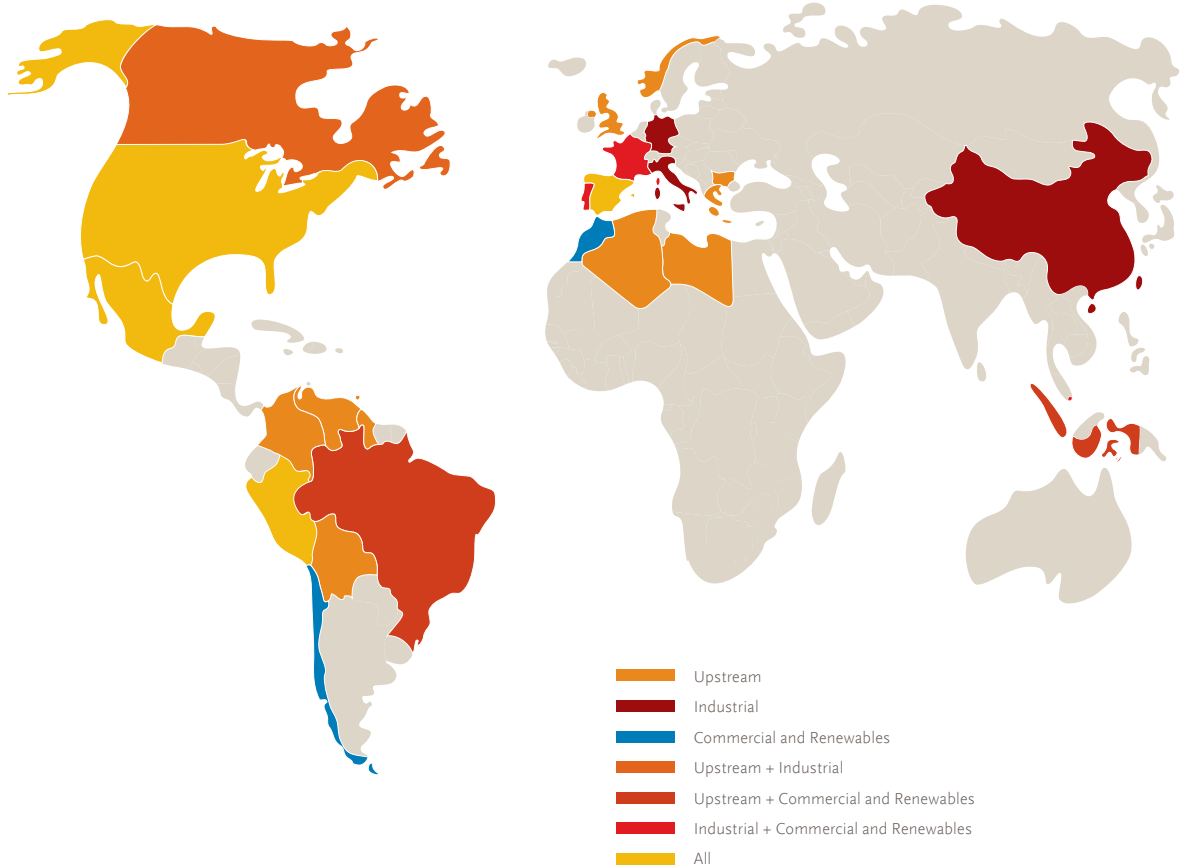 Upstream
Industrial
Commercial and Renewables
Upstream + Industrial
Upstream + Commercial and Renewables
Industrial + Commercial and Renewables
All